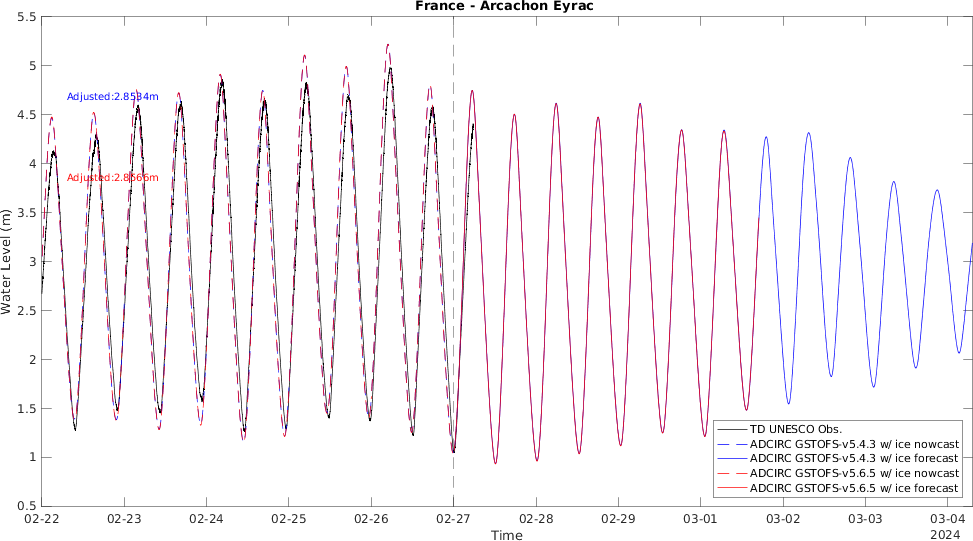 France - Arcachon Eyrac
5.5
5
4.5
4
3.5
3
2.5
2
1.5
1
0.5
Water Level (m)
Adjusted:2.8534m
Adjusted:2.8566m
TD UNESCO Obs.
ADCIRC GSTOFS-v5.4.3 w/ ice nowcast
ADCIRC GSTOFS-v5.4.3 w/ ice forecast
ADCIRC GSTOFS-v5.6.5 w/ ice nowcast
ADCIRC GSTOFS-v5.6.5 w/ ice forecast
02-22 02-23 02-24 02-25 02-26 02-27 02-28 02-29 03-01 03-02 03-03 03-04
Time
2024